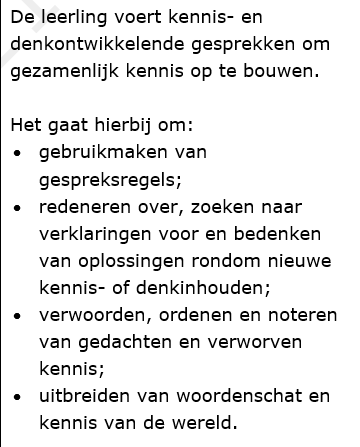 De leerling voert kennis- en
denkontwikkelende gesprekken om
gezamenlijk kennis op te bouwen.
Het gaat hierbij om:
• gebruikmaken van
gespreksregels;
• redeneren over, zoeken naar
verklaringen voor en bedenken
van oplossingen rondom nieuwe
kennis- of denkinhouden;
• verwoorden, ordenen en noteren
van gedachten en verworven
kennis;
• uitbreiden van woordenschat en
kennis van de wereld.